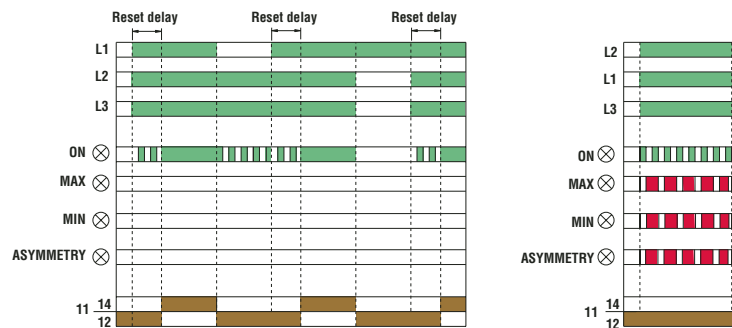 Reset delay Reset delay Reset delay
L1
L2
L3
ON
MAX
MIN
ASYMMETRY
11 14
12
L2
L1
L3
ON
MAX
MIN
ASYMMETRY
11 14
12